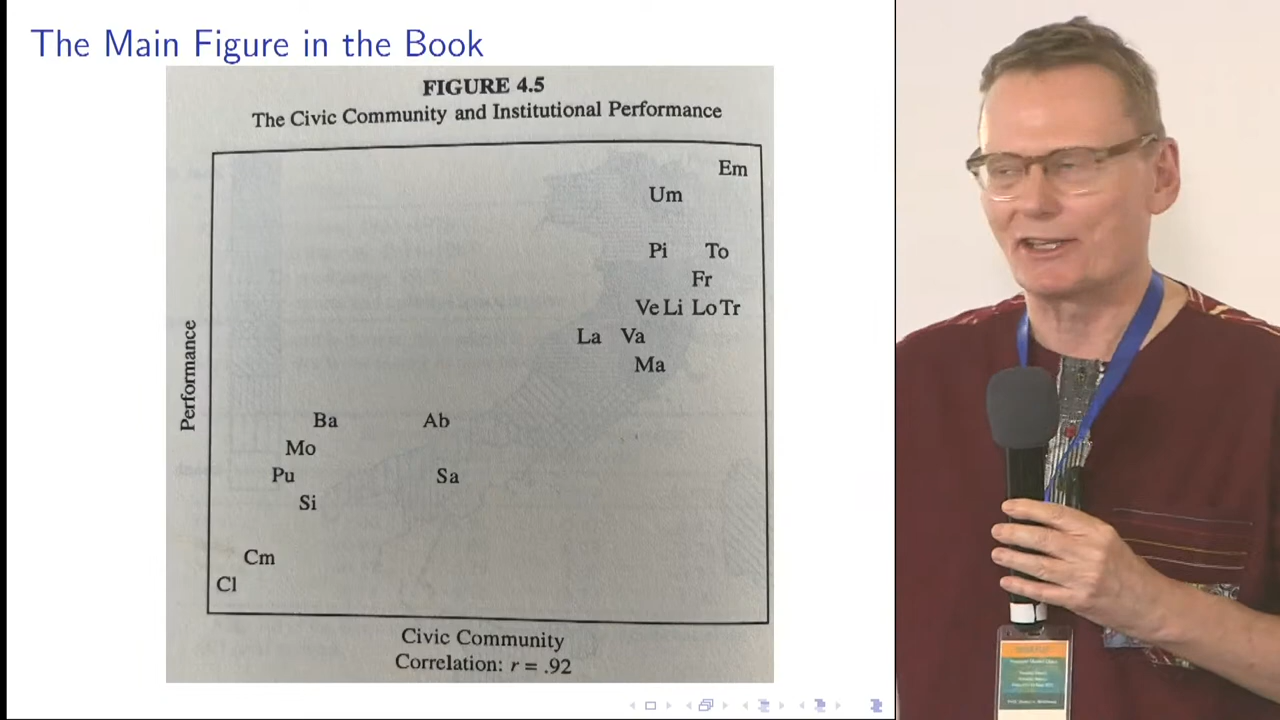 The Main Figure in the Book
FIGURE 4.5
The Civic Community and Institutional Performance
Em
Um
Pi To
Fr
Ve Li Lo Tr
La Va
Ma
Performance
Ba Ab
Mo
Pu Sa
Si
Cm
Cl
Civic Community
Correlation: r = .92